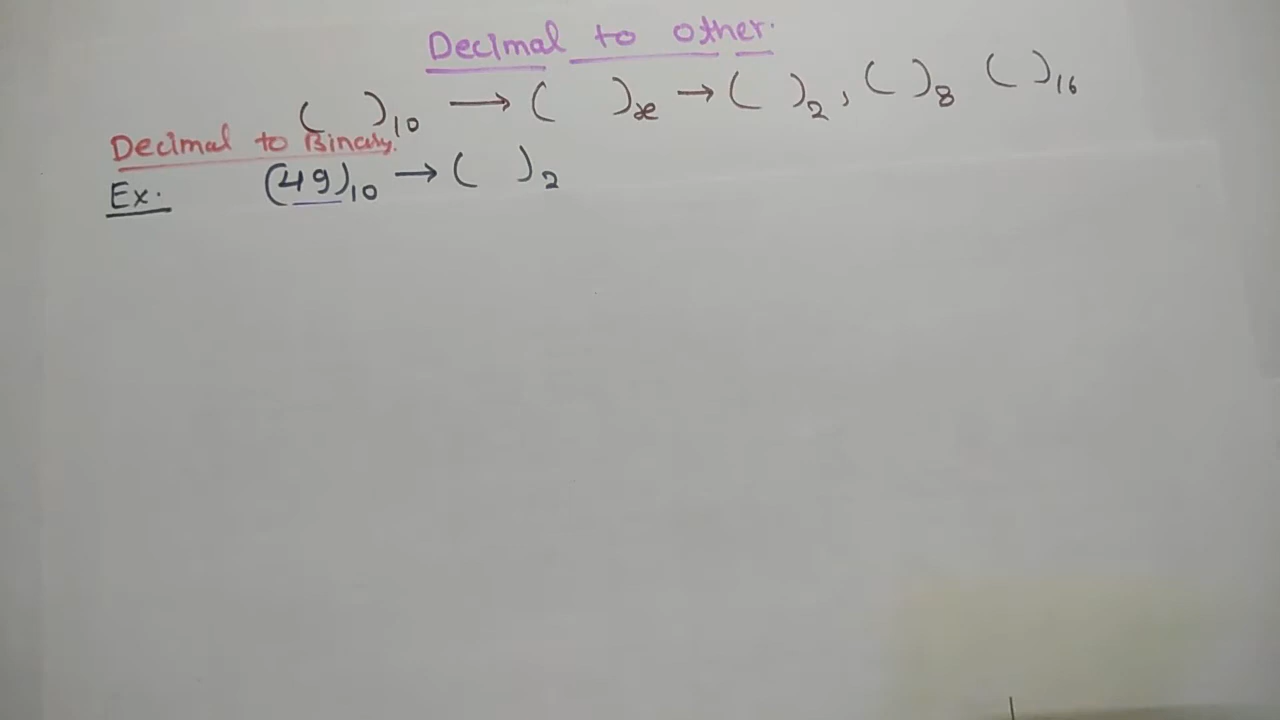 Decimal to other.
( )10 → ( )x → ( )2, ( )8 ( )16
Decimal to Binary.
Ex. (49)10 → ( )2